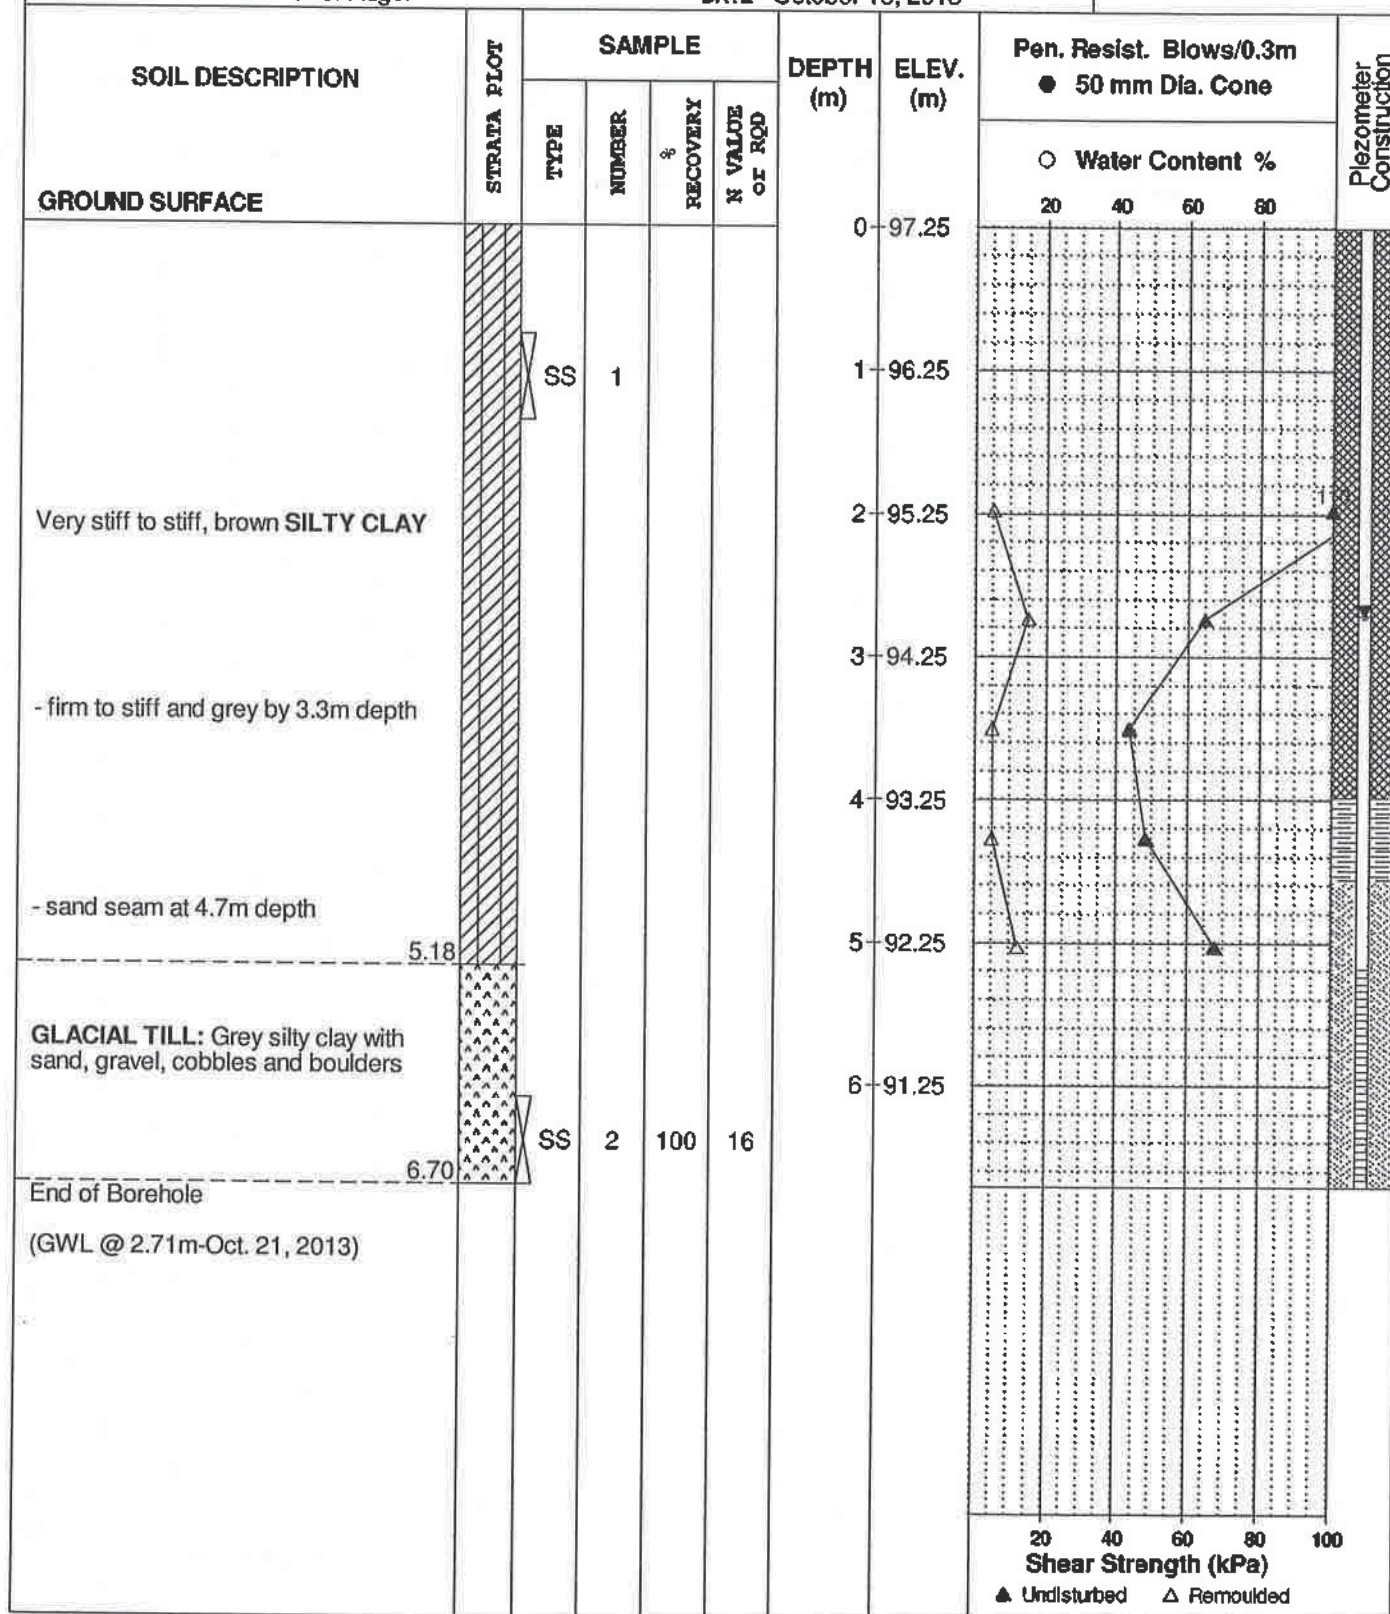 SOIL DESCRIPTION
GROUND SURFACE
STRATA PLOT
SAMPLE
TYPE
NUMBER
%
RECOVERY
N VALUE
or RQD
DEPTH
(m)
ELEV.
(m)
Pen. Resist. Blows/0.3m
● 50 mm Dia. Cone
○ Water Content %
20 40 60 80
Piezometer
Construction
0 97.25
SS 1
1 96.25
Very stiff to stiff, brown SILTY CLAY
2 95.25
3 94.25
- firm to stiff and grey by 3.3m depth
4 93.25
- sand seam at 4.7m depth
5 92.25
5.18
GLACIAL TILL: Grey silty clay with
sand, gravel, cobbles and boulders
6 91.25
SS 2 100 16
6.70
End of Borehole
(GWL @ 2.71m-Oct. 21, 2013)
20 40 60 80 100
Shear Strength (kPa)
▲ Undisturbed △ Remoulded